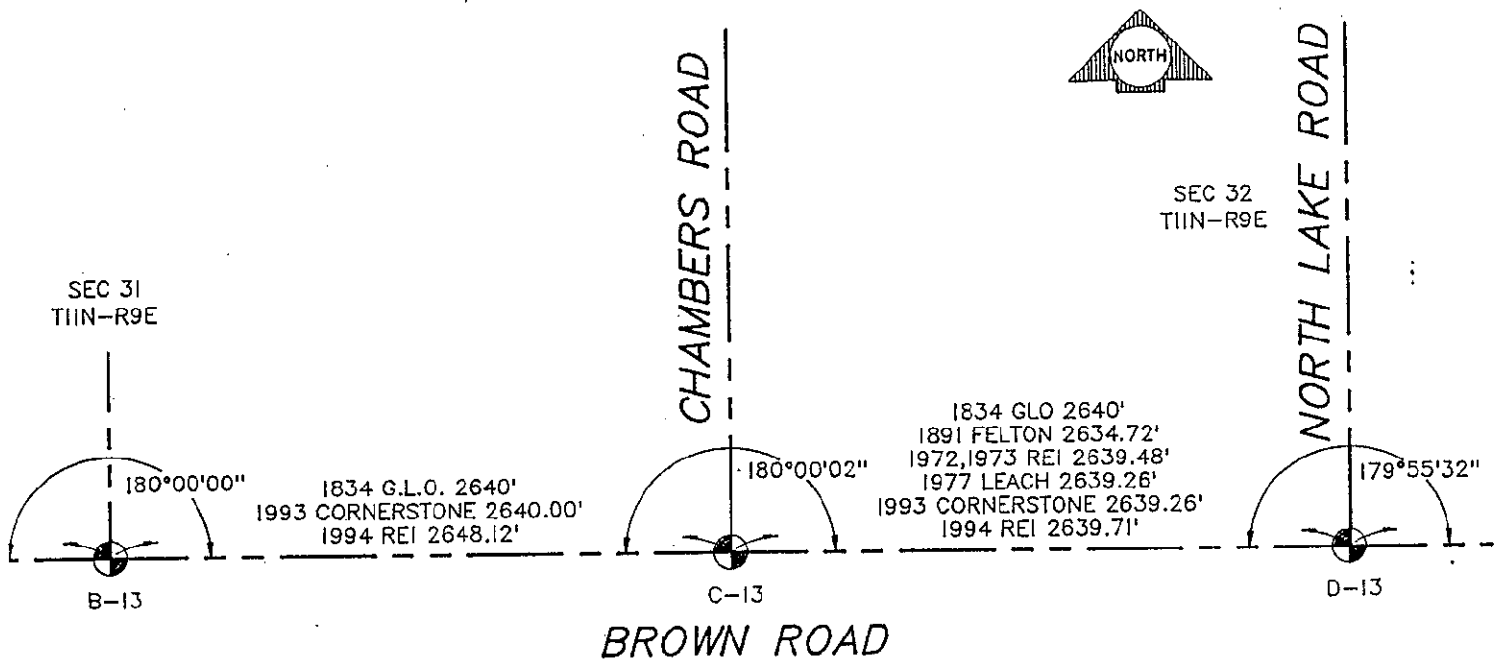 NORTH
CHAMBERS ROAD
NORTH LAKE ROAD
SEC 32
T11N-R9E
SEC 31
T11N-R9E
180°00'00"
1834 G.L.O. 2640'
1993 CORNERSTONE 2640.00'
1994 REI 2648.12'
180°00'02"
1834 GLO 2640'
1891 FELTON 2634.72'
1972,1973 REI 2639.48'
1977 LEACH 2639.26'
1993 CORNERSTONE 2639.26'
1994 REI 2639.71'
179°55'32"
B-13
C-13
D-13
BROWN ROAD